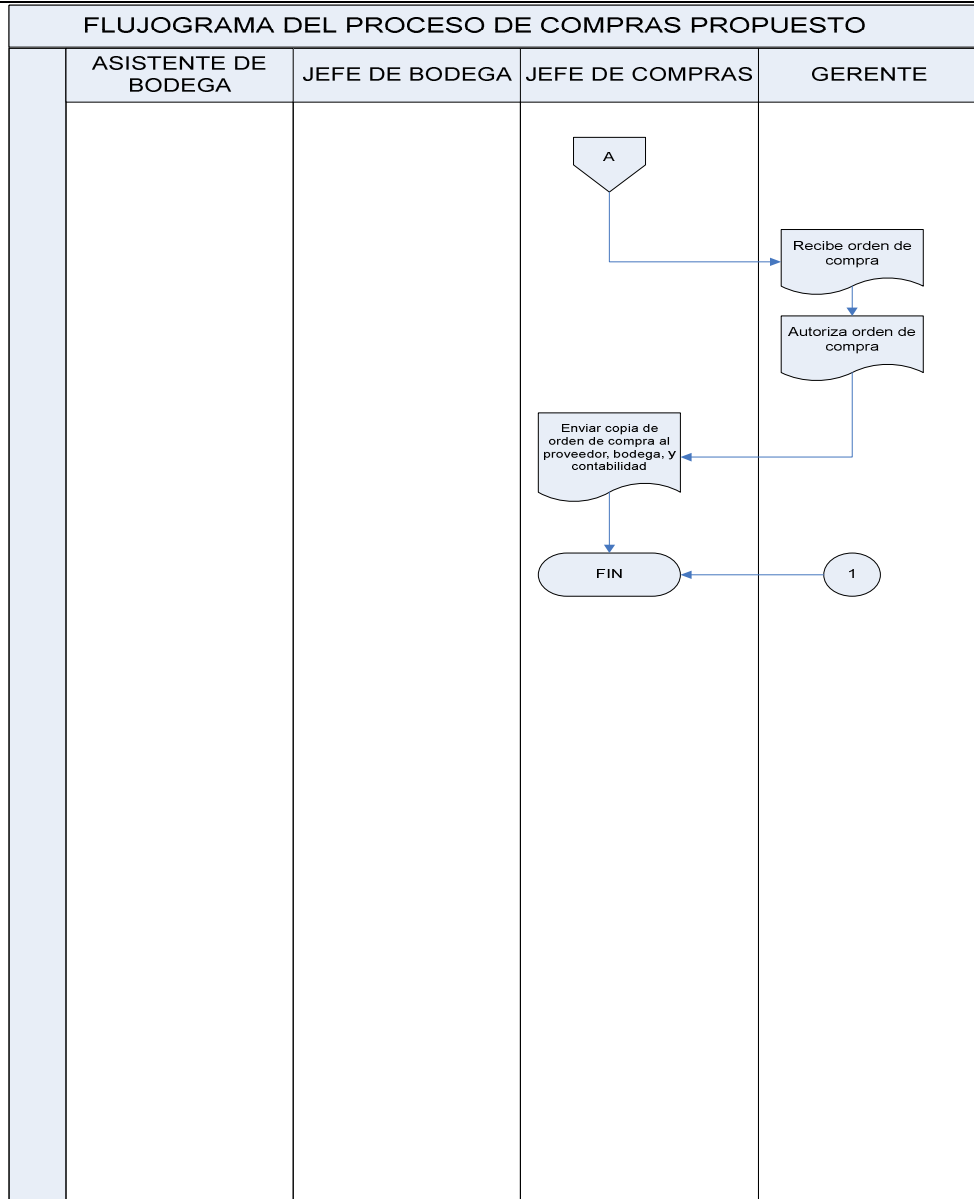 FLUJOGRAMA DEL PROCESO DE COMPRAS PROPUESTO
ASISTENTE DE
BODEGA
JEFE DE BODEGA
JEFE DE COMPRAS
GERENTE
A
Recibe orden de
compra
Autoriza orden de
compra
Enviar copia de
orden de compra al
proveedor, bodega, y
contabilidad
FIN
1